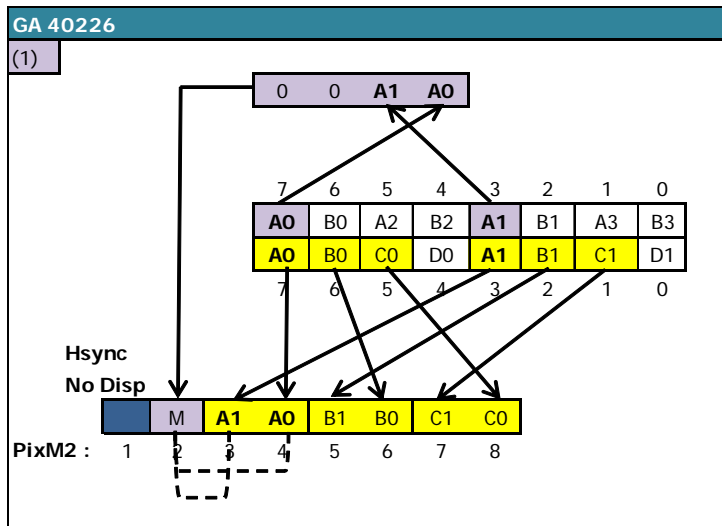 GA 40226
(1)
0 0 A1 A0
7 6 5 4 3 2 1 0
A0 B0 A2 B2 A1 B1 A3 B3
A0 B0 C0 D0 A1 B1 C1 D1
7 6 5 4 3 2 1 0
Hsync
No Disp
M A1 A0 B1 B0 C1 C0
PixM2 : 1 2 3 4 5 6 7 8